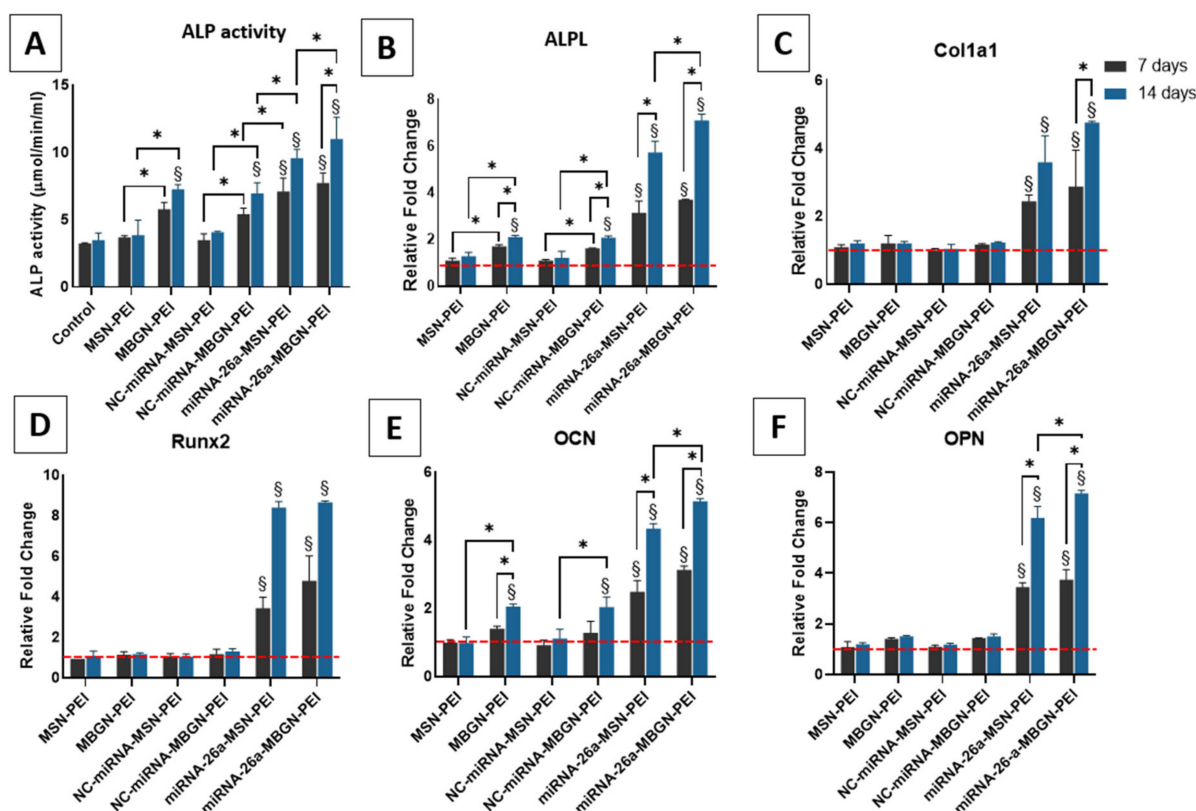 A
ALP activity
ALP activity (μmol/min/ml)
15
10
5
0
* * * * * * *
§ § § § § § §
Control
MSN-PEI
MBGN-PEI
NC-miRNA-MSN-PEI
NC-miRNA-MBGN-PEI
miRNA-26a-MSN-PEI
miRNA-26a-MBGN-PEI
B
ALPL
Relative Fold Change
8
6
4
2
0
* * * * * * * * *
§ § § § § §
MSN-PEI
MBGN-PEI
NC-miRNA-MSN-PEI
NC-miRNA-MBGN-PEI
miRNA-26a-MSN-PEI
miRNA-26a-MBGN-PEI
C
Col1a1
7 days
14 days
Relative Fold Change
6
4
2
0
*
§ § § §
MSN-PEI
MBGN-PEI
NC-miRNA-MSN-PEI
NC-miRNA-MBGN-PEI
miRNA-26a-MSN-PEI
miRNA-26a-MBGN-PEI
D
Runx2
Relative Fold Change
10
8
6
4
2
0
§ § § §
MSN-PEI
MBGN-PEI
NC-miRNA-MSN-PEI
NC-miRNA-MBGN-PEI
miRNA-26a-MSN-PEI
miRNA-26a-MBGN-PEI
E
OCN
Relative Fold Change
6
4
2
0
* * * * * *
§ § § § § §
MSN-PEI
MBGN-PEI
NC-miRNA-MSN-PEI
NC-miRNA-MBGN-PEI
miRNA-26a-MSN-PEI
miRNA-26a-MBGN-PEI
F
OPN
Relative Fold Change
8
6
4
2
0
* * *
§ § § §
MSN-PEI
MBGN-PEI
NC-miRNA-MSN-PEI
NC-miRNA-MBGN-PEI
miRNA-26a-MSN-PEI
miRNA-26-a-MBGN-PEI